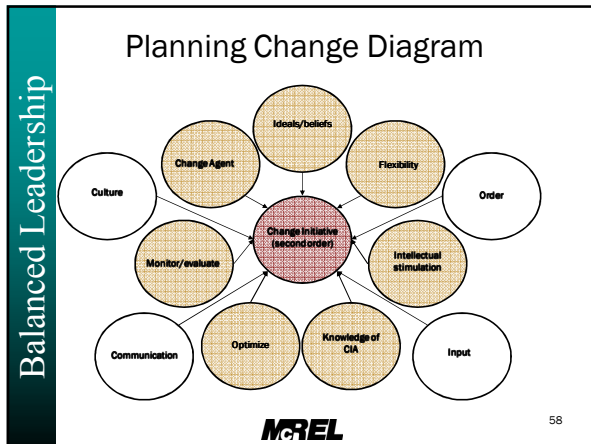 Planning Change Diagram
Balanced Leadership
Ideals/beliefs
Change Agent
Flexibility
Culture
Order
Change Initiative
(second order)
Monitor/evaluate
Intellectual
stimulation
Communication
Optimize
Knowledge of
CIA
Input
McREL
58